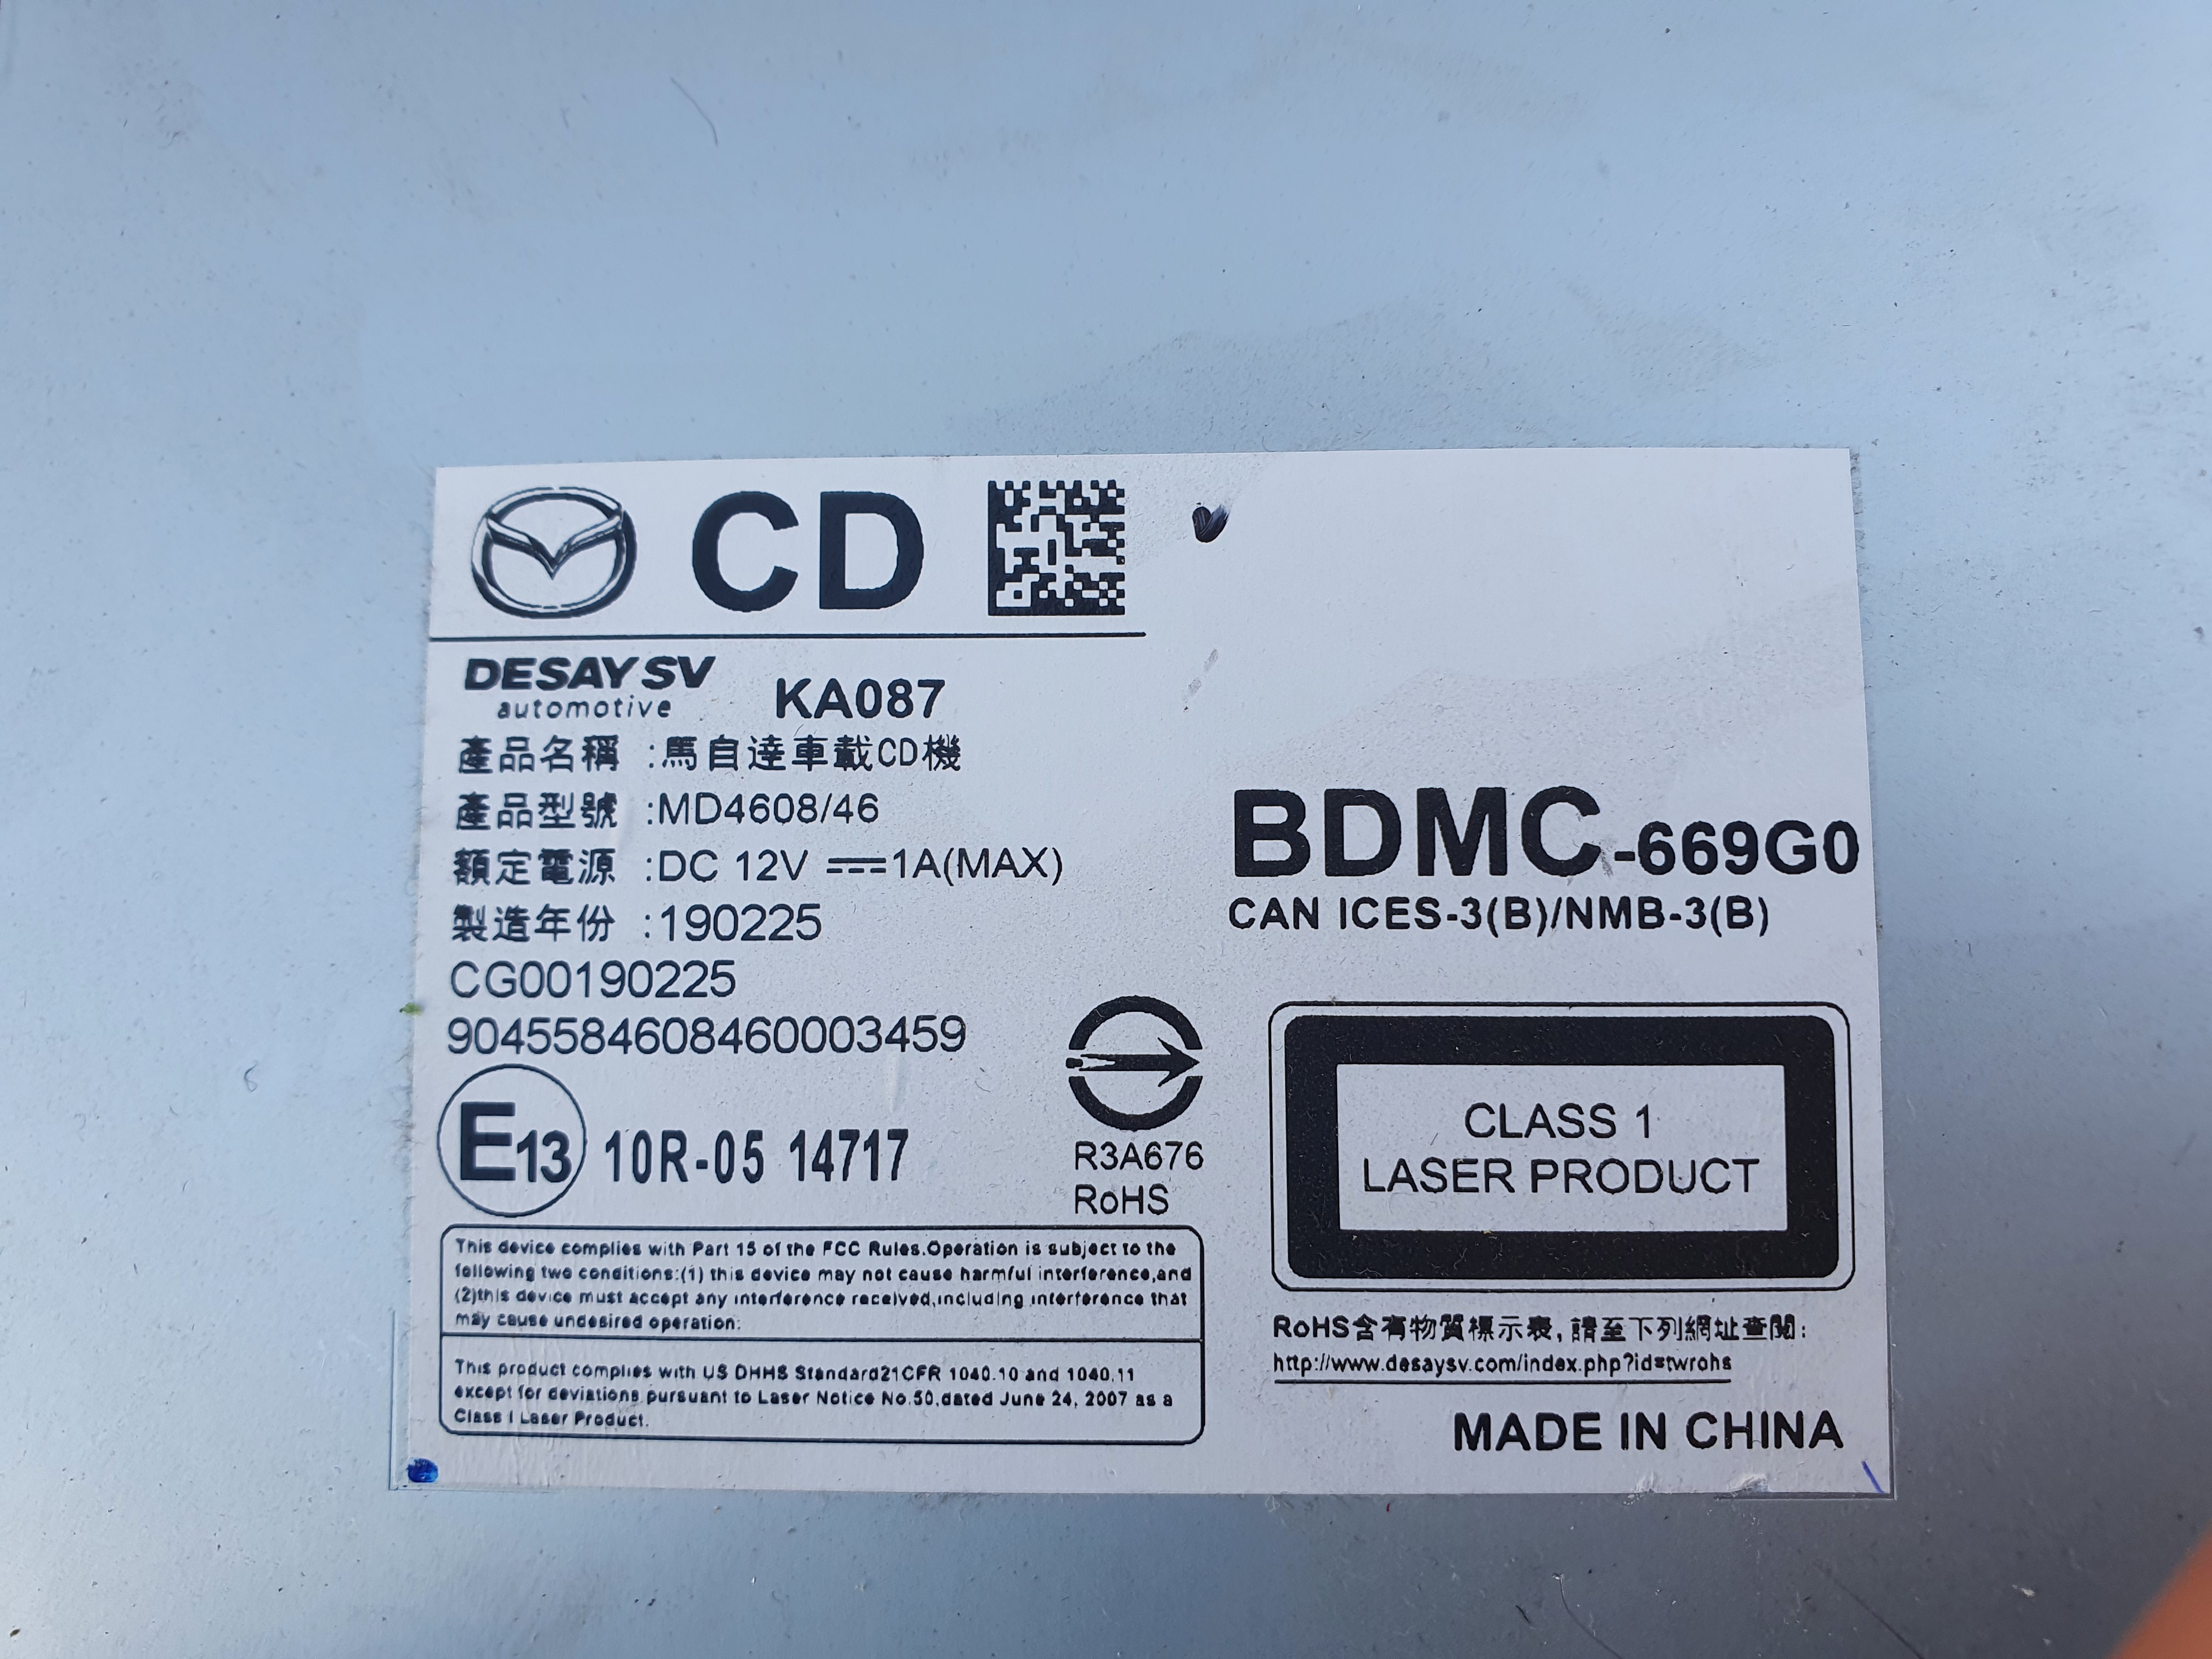 CD
DESAY SV
automotive
KA087
產品名稱 :馬自達車載CD機
產品型號 :MD4608/46
額定電源 :DC 12V ⎓1A(MAX)
製造年份 :190225
CG00190225
9045584608460003459
E13 10R-05 14717
R3A676
RoHS
This device complies with Part 15 of the FCC Rules.Operation is subject to the
following two conditions:(1) this device may not cause harmful interference,and
(2)this device must accept any interference received,including interference that
may cause undesired operation:
This product complies with US DHHS Standard21CFR 1040.10 and 1040.11
except for deviations pursuant to Laser Notice No.50,dated June 24, 2007 as a
Class I Laser Product.
BDMC-669G0
CAN ICES-3(B)/NMB-3(B)
CLASS 1
LASER PRODUCT
RoHS含有物質標示表,請至下列網址查閱:
http://www.desaysv.com/index.php?id=twrohs
MADE IN CHINA